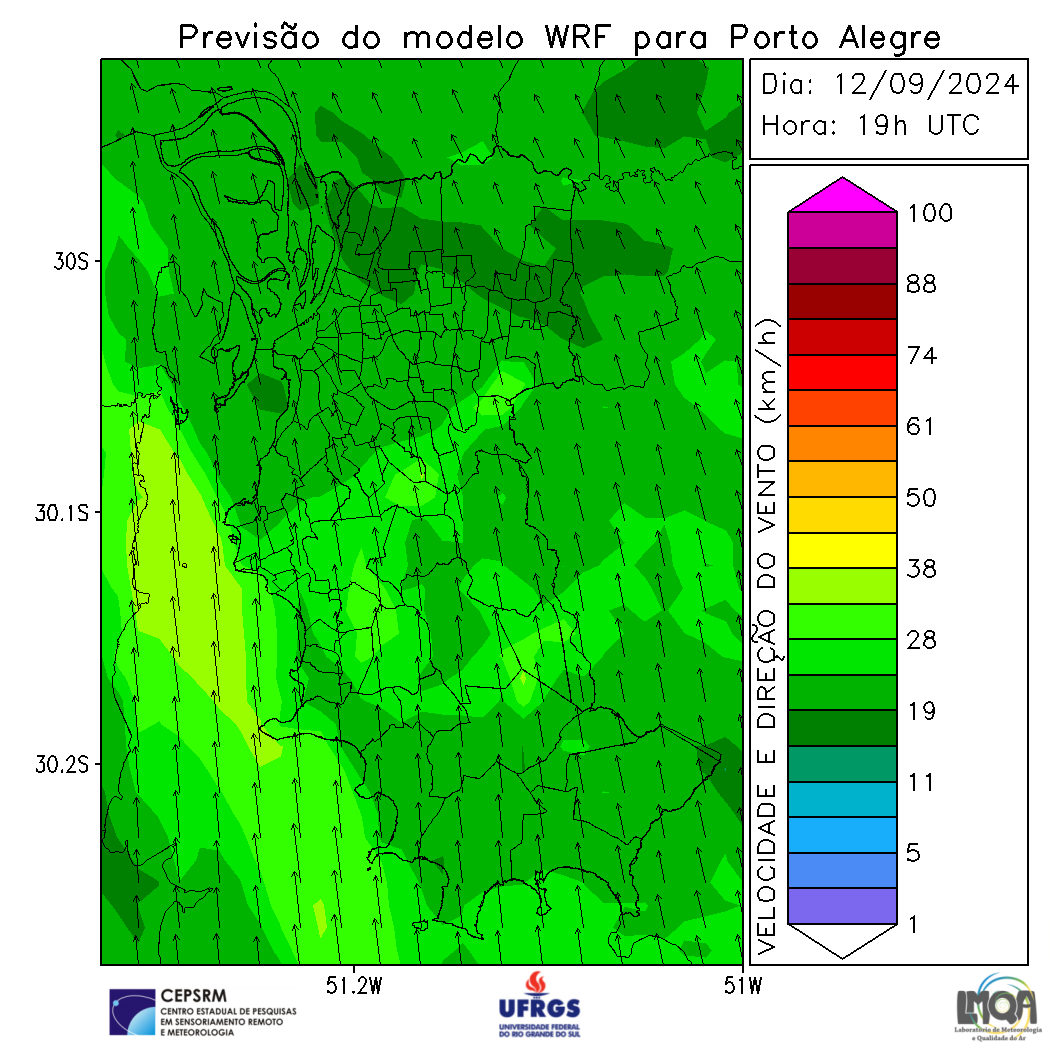 Previsão do modelo WRF para Porto Alegre
Dia: 12/09/2024
Hora: 19h UTC
100
88
74
61
50
38
28
19
11
5
1
VELOCIDADE E DIREÇÃO DO VENTO (km/h)
30S
30.1S
30.2S
51.2W
51W
CEPSRM
CENTRO ESTADUAL DE PESQUISAS
EM SENSORIAMENTO REMOTO
E METEOROLOGIA
UFRGS
UNIVERSIDADE FEDERAL
DO RIO GRANDE DO SUL
LMQA
Laboratório de Meteorologia
e Qualidade do Ar